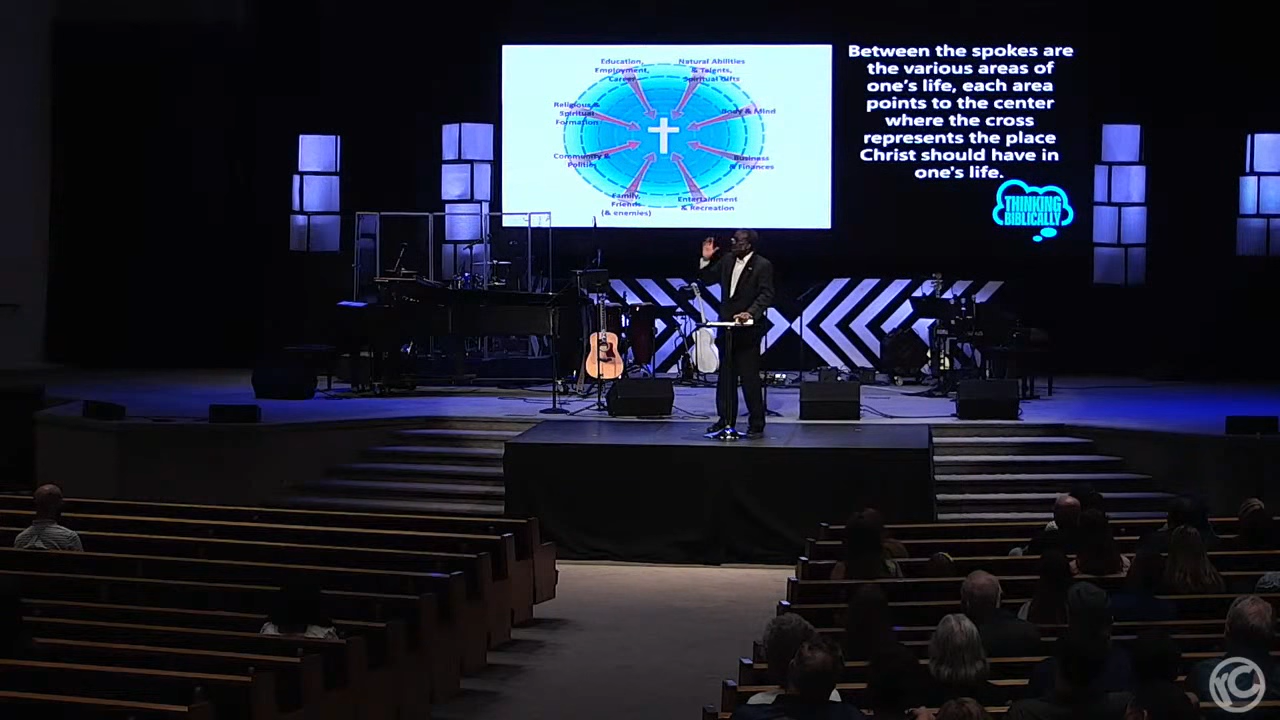 Education,
Employment,
Career
Natural Abilities
& Talents,
Spiritual Gifts
Religious &
Spiritual
Formation
Body & Mind
Community &
Politic
Business
& Finances
Family,
Friends
(& enemies)
Entertainment
& Recreation
Between the spokes are
the various areas of
one's life, each area
points to the center
where the cross
represents the place
Christ should have in
one's life.
THINKING
BIBLICALLY
rC